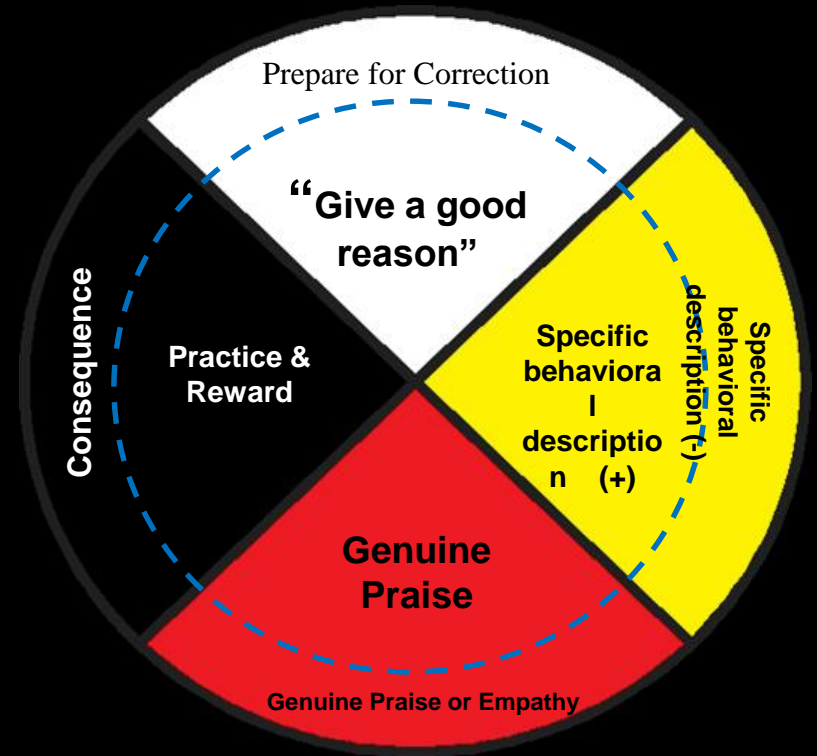 Prepare for Correction
“Give a good
reason”
Specific
behavioral
description (-)
Specific
behaviora
l
descriptio
n (+)
Consequence
Practice &
Reward
Genuine
Praise
Genuine Praise or Empathy